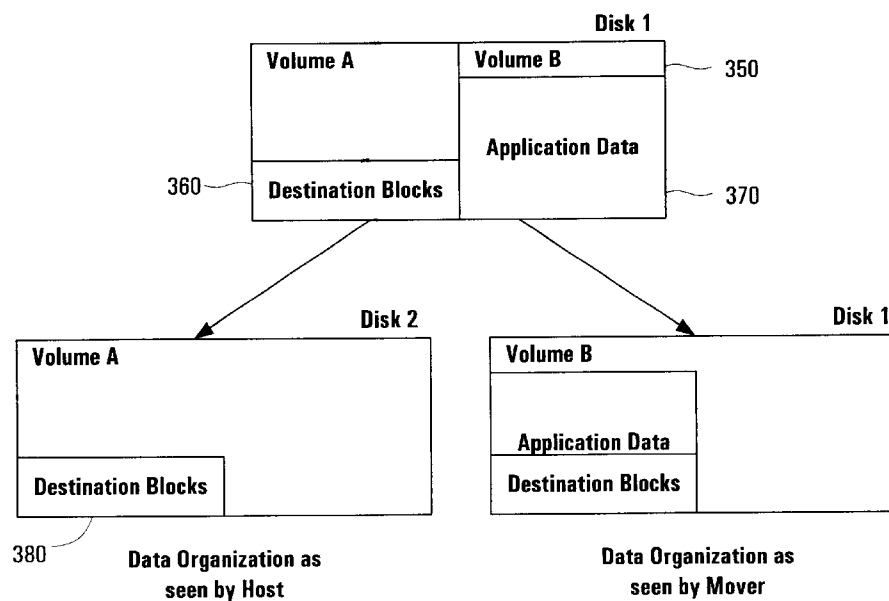 Disk 1
Volume A
Volume B
350
Application Data
360
Destination Blocks
370
Disk 2
Disk 1
Volume A
Volume B
Application Data
Destination Blocks
Destination Blocks
380
Data Organization as
seen by Host
Data Organization as
seen by Mover